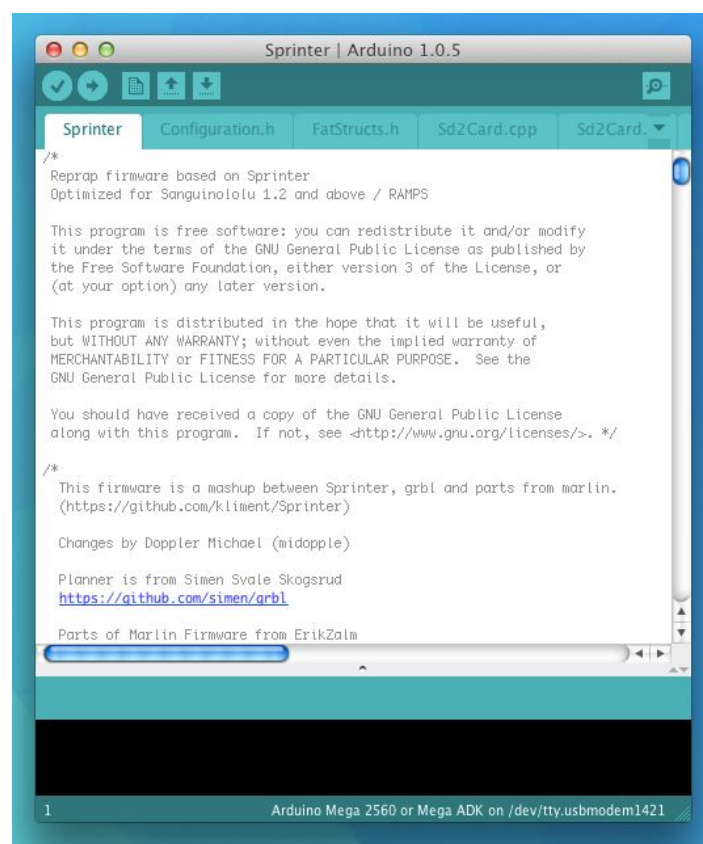 Sprinter | Arduino 1.0.5
Sprinter Configuration.h FatStructs.h Sd2Card.cpp Sd2Card.
/*
Reprap firmware based on Sprinter
Optimized for Sanguinololu 1.2 and above / RAMPS
This program is free software: you can redistribute it and/or modify
it under the terms of the GNU General Public License as published by
the Free Software Foundation, either version 3 of the License, or
(at your option) any later version.
This program is distributed in the hope that it will be useful,
but WITHOUT ANY WARRANTY; without even the implied warranty of
MERCHANTABILITY or FITNESS FOR A PARTICULAR PURPOSE.  See the
GNU General Public License for more details.
You should have received a copy of the GNU General Public License
along with this program.  If not, see <http://www.gnu.org/licenses/>. */
/*
This firmware is a mashup between Sprinter, grbl and parts from marlin.
(https://github.com/kliment/Sprinter)
Changes by Doppler Michael (midopple)
Planner is from Simen Svale Skogsrud
https://github.com/simen/grbl
Parts of Marlin Firmware from ErikZalm
1 Arduino Mega 2560 or Mega ADK on /dev/tty.usbmodem1421